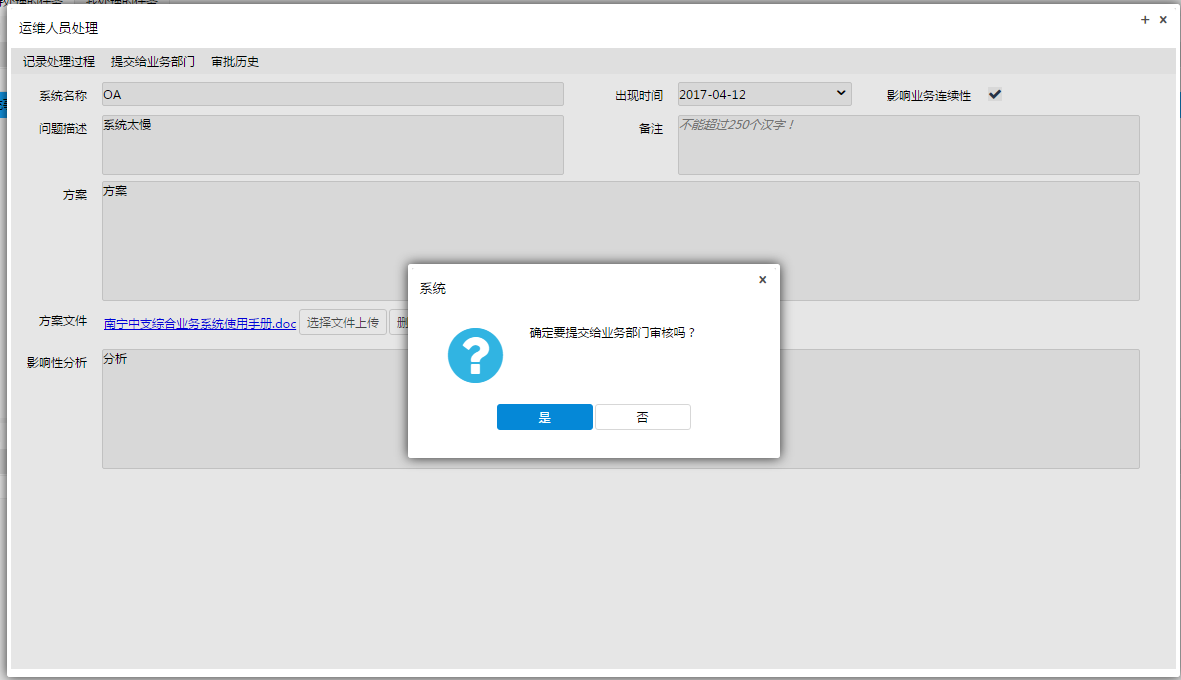 运维人员处理
记录处理过程 提交给业务部门 审批历史
系统名称 OA 出现时间 2017-04-12 影响业务连续性
问题描述 系统太慢 备注 不能超过250个汉字！
方案 方案
系统
确定要提交给业务部门审核吗？
是 否
方案文件 南宁中支综合业务系统使用手册.doc 选择文件上传 删
影响性分析 分析